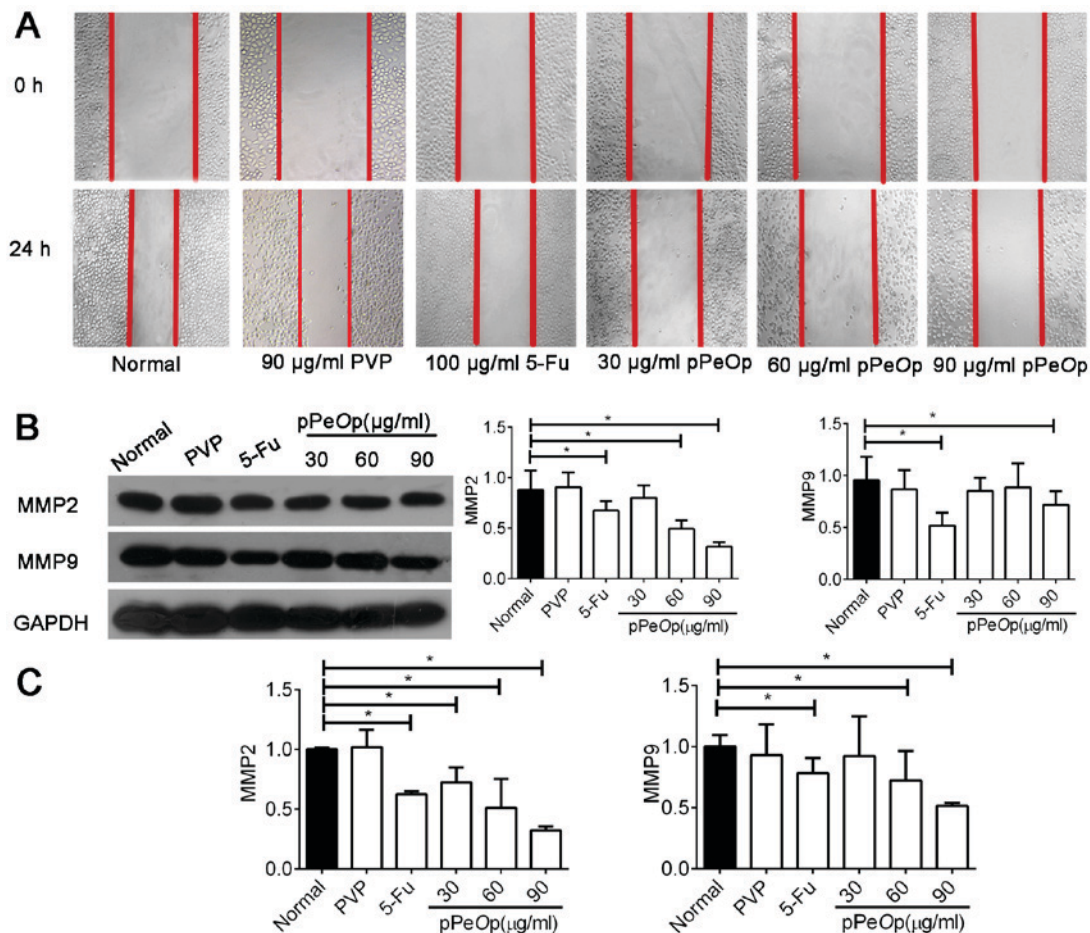 A
0 h
24 h
Normal
90 µg/ml PVP
100 µg/ml 5-Fu
30 µg/ml pPeOp
60 µg/ml pPeOp
90 µg/ml pPeOp
B
Normal PVP 5-Fu pPeOp(µg/ml)
30 60 90
MMP2
MMP9
GAPDH
MMP2
1.5
1.0
0.5
0.0
* * *
Normal PVP 5-Fu 30 60 90
pPeOp(µg/ml)
MMP9
1.5
1.0
0.5
0.0
* *
Normal PVP 5-Fu 30 60 90
pPeOp(µg/ml)
C
MMP2
1.5
1.0
0.5
0.0
* * * *
Normal PVP 5-Fu 30 60 90
pPeOp(µg/ml)
MMP9
1.5
1.0
0.5
0.0
* * *
Normal PVP 5-Fu 30 60 90
pPeOp(µg/ml)